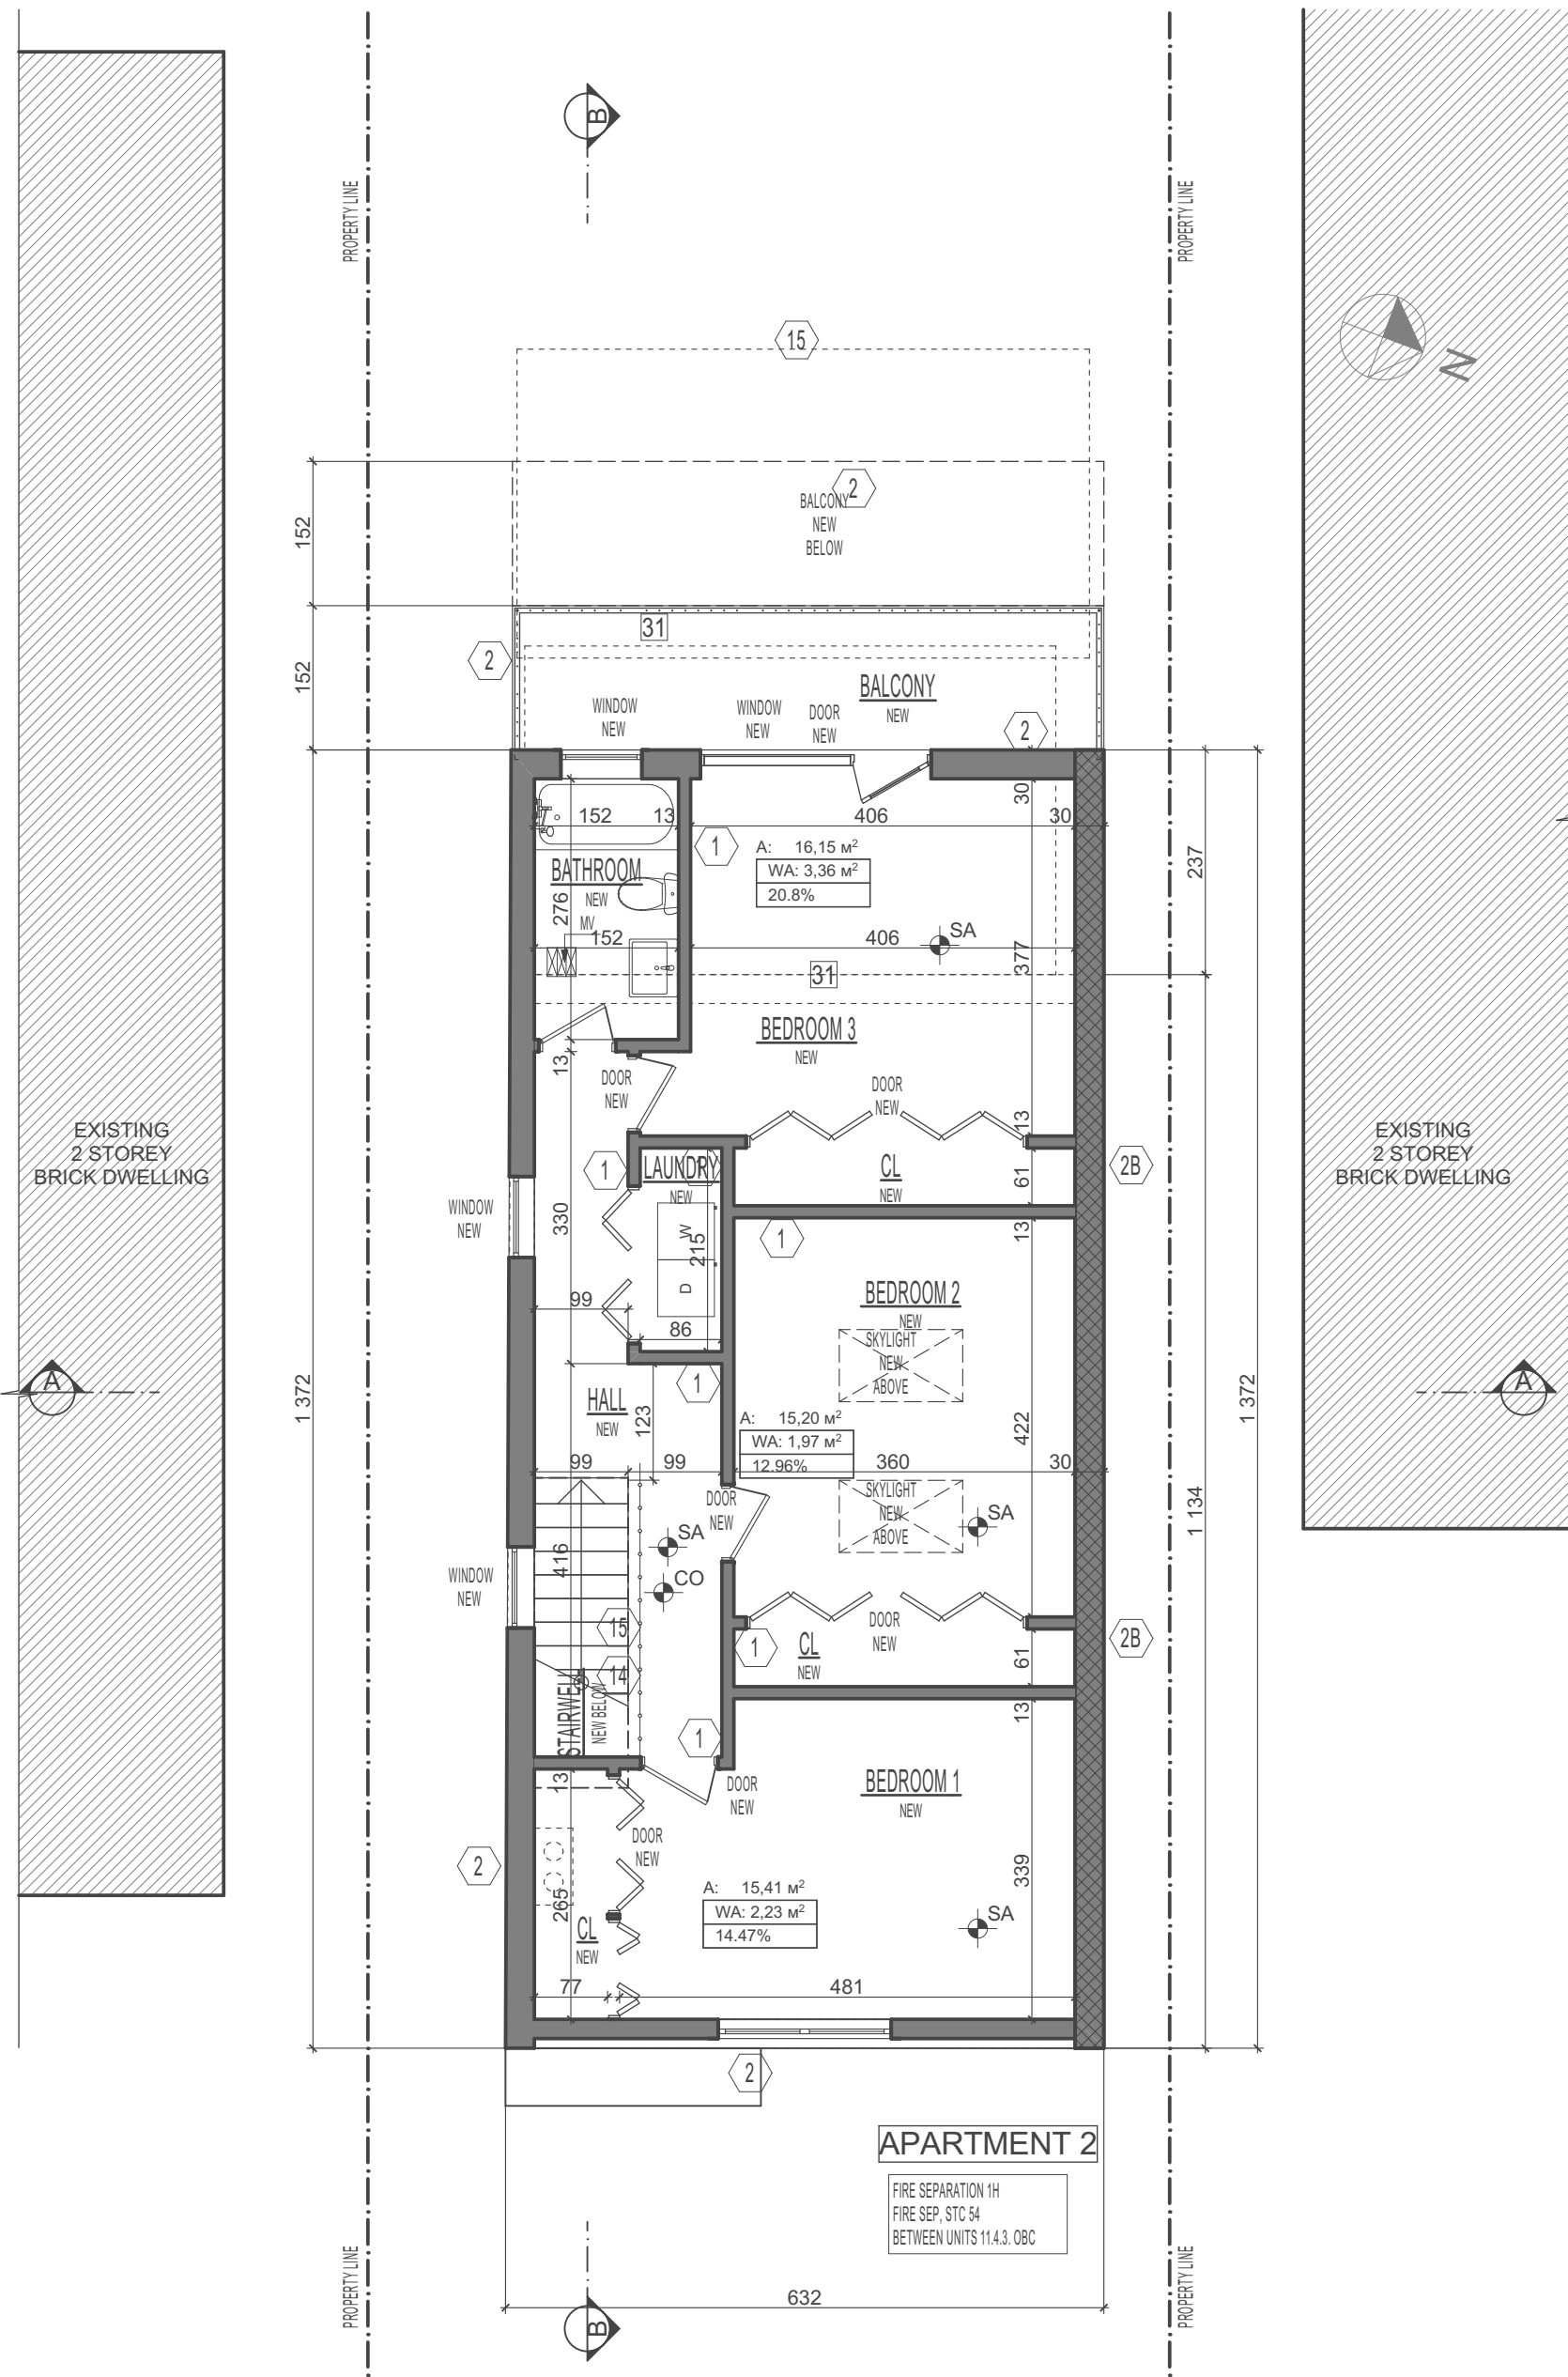 B
PROPERTY LINE
PROPERTY LINE
15
N
2
BALCONY
NEW
BELOW
152
31
2
152
BALCONY
NEW
WINDOW
NEW
WINDOW
NEW
DOOR
NEW
2
30
152
13
406
30
1
A: 16,15 м²
WA: 3,36 м²
20.8%
237
BATHROOM
NEW
MV
276
152
406
SA
377
31
BEDROOM 3
NEW
13
DOOR
NEW
DOOR
NEW
13
EXISTING
2 STOREY
BRICK DWELLING
EXISTING
2 STOREY
BRICK DWELLING
1
LAUNDRY
NEW
1
CL
NEW
61
2B
WINDOW
NEW
330
W
215
D
1
13
BEDROOM 2
NEW
99
86
SKYLIGHT
NEW
ABOVE
A
A
1 372
1 372
HALL
NEW
123
1
A: 15,20 м²
WA: 1,97 м²
12.96%
422
99
99
360
30
DOOR
NEW
SKYLIGHT
NEW
ABOVE
SA
1 134
SA
CO
WINDOW
NEW
416
15
14
STAIRWELL
NEW BELOW
1
CL
NEW
DOOR
NEW
61
2B
13
1
13
DOOR
NEW
BEDROOM 1
NEW
DOOR
NEW
2
265
CL
NEW
A: 15,41 м²
WA: 2,23 м²
14.47%
339
SA
77
481
2
APARTMENT 2
FIRE SEPARATION 1H
FIRE SEP, STC 54
BETWEEN UNITS 11.4.3. OBC
PROPERTY LINE
PROPERTY LINE
632
B